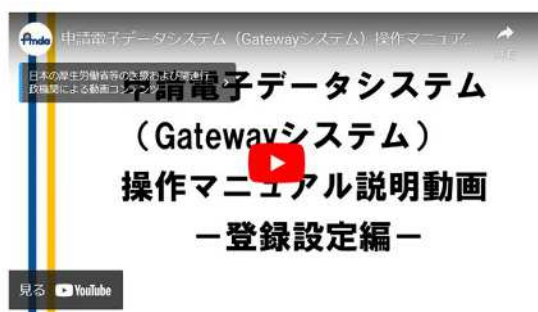 Pmda 申請電子データシステム（Gatewayシステム）操作マニュア...
共有
日本の厚生労働省等の医療および関連行
政機関による動画コンテンツ
申請電子データシステム
（Gatewayシステム）
操作マニュアル説明動画
－登録設定編－
見る YouTube